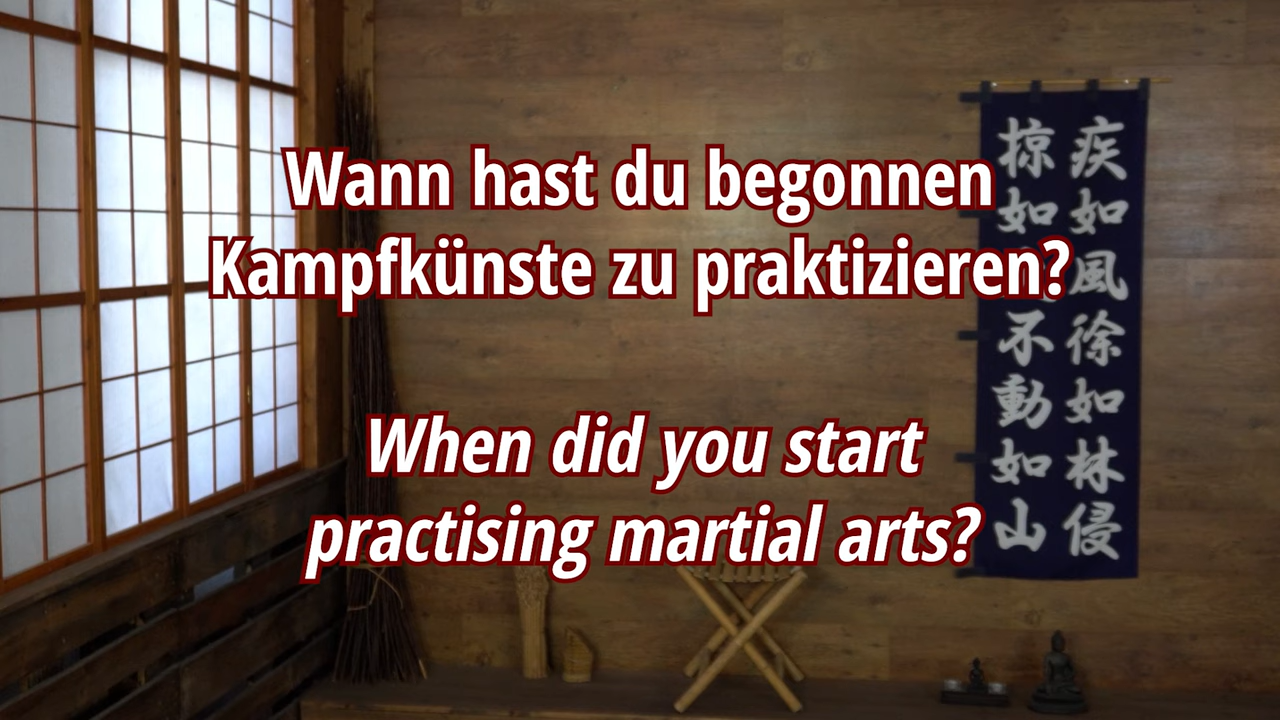 Wann hast du begonnen
Kampfkünste zu praktizieren?
When did you start
practising martial arts?
疾如風徐如林侵
掠如不動如山